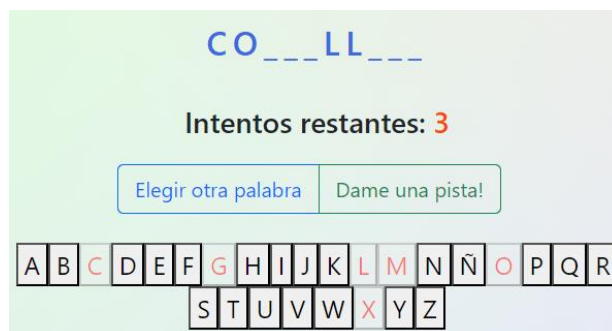 CO___LL___
Intentos restantes: 3
Elegir otra palabra Dame una pista!
A B C D E F G H I J K L M N Ñ O P Q R
S T U V W X Y Z